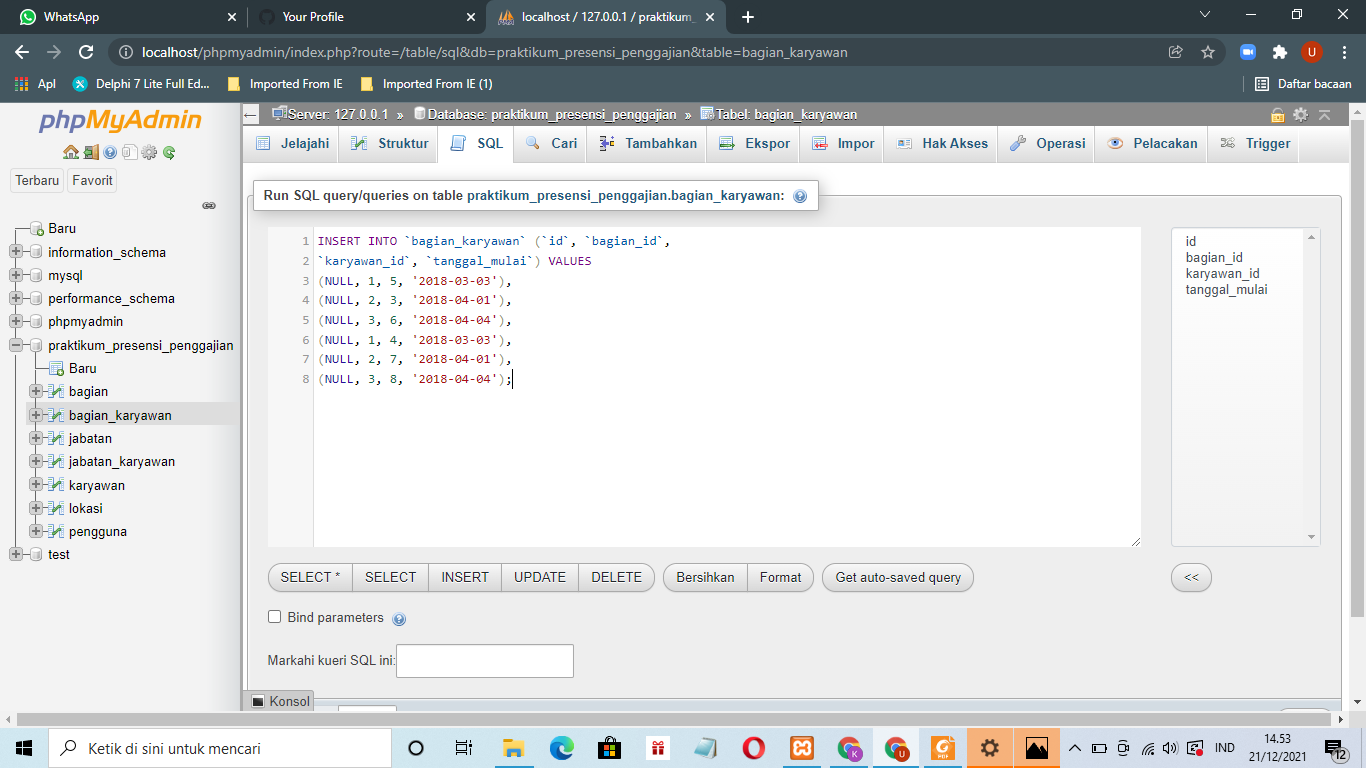 WhatsApp
Your Profile
localhost / 127.0.0.1 / praktikum_
localhost/phpmyadmin/index.php?route=/table/sql&db=praktikum_presensi_penggajian&table=bagian_karyawan
U
Apl
Delphi 7 Lite Full Ed...
Imported From IE
Imported From IE (1)
Daftar bacaan
phpMyAdmin
Terbaru
Favorit
Baru
information_schema
mysql
performance_schema
phpmyadmin
praktikum_presensi_penggajian
Baru
bagian
bagian_karyawan
jabatan
jabatan_karyawan
karyawan
lokasi
pengguna
test
Server: 127.0.0.1 » Database: praktikum_presensi_penggajian » Tabel: bagian_karyawan
Jelajahi
Struktur
SQL
Cari
Tambahkan
Ekspor
Impor
Hak Akses
Operasi
Pelacakan
Trigger
Run SQL query/queries on table praktikum_presensi_penggajian.bagian_karyawan:
1 INSERT INTO `bagian_karyawan` (`id`, `bagian_id`,
2 `karyawan_id`, `tanggal_mulai`) VALUES
3 (NULL, 1, 5, '2018-03-03'),
4 (NULL, 2, 3, '2018-04-01'),
5 (NULL, 3, 6, '2018-04-04'),
6 (NULL, 1, 4, '2018-03-03'),
7 (NULL, 2, 7, '2018-04-01'),
8 (NULL, 3, 8, '2018-04-04');
id
bagian_id
karyawan_id
tanggal_mulai
SELECT *
SELECT
INSERT
UPDATE
DELETE
Bersihkan
Format
Get auto-saved query
<<
Bind parameters
Markahi kueri SQL ini:
Konsol
Ketik di sini untuk mencari
K
U
PDF
IND
14.53
21/12/2021
12